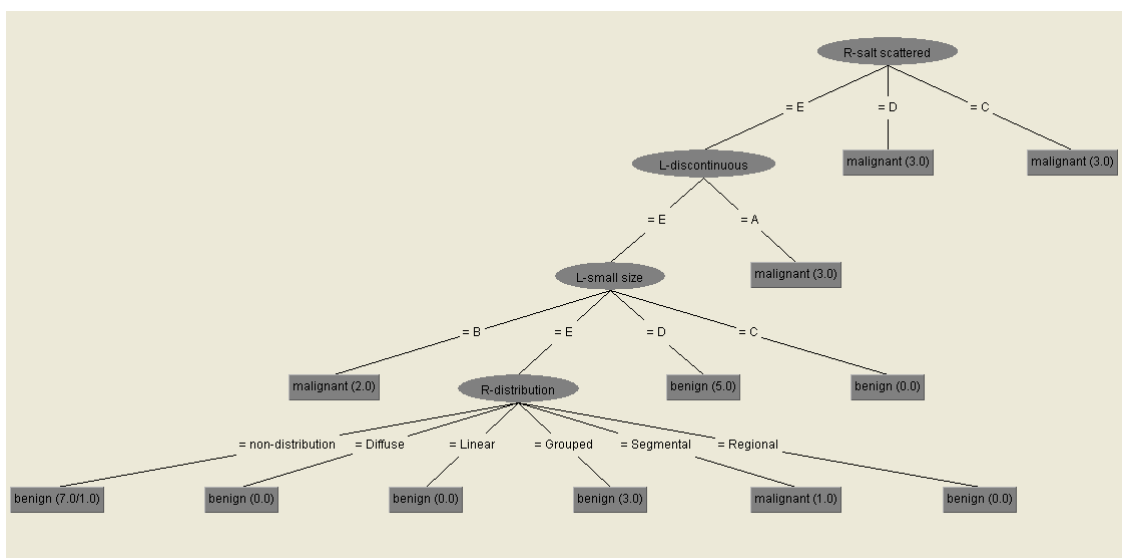 R-salt scattered
= E
= D
= C
L-discontinuous
malignant (3.0)
malignant (3.0)
= E
= A
L-small size
malignant (3.0)
= B
= E
= D
= C
malignant (2.0)
R-distribution
benign (5.0)
benign (0.0)
= non-distribution
= Diffuse
= Linear
= Grouped
= Segmental
= Regional
benign (7.0/1.0)
benign (0.0)
benign (0.0)
benign (3.0)
malignant (1.0)
benign (0.0)